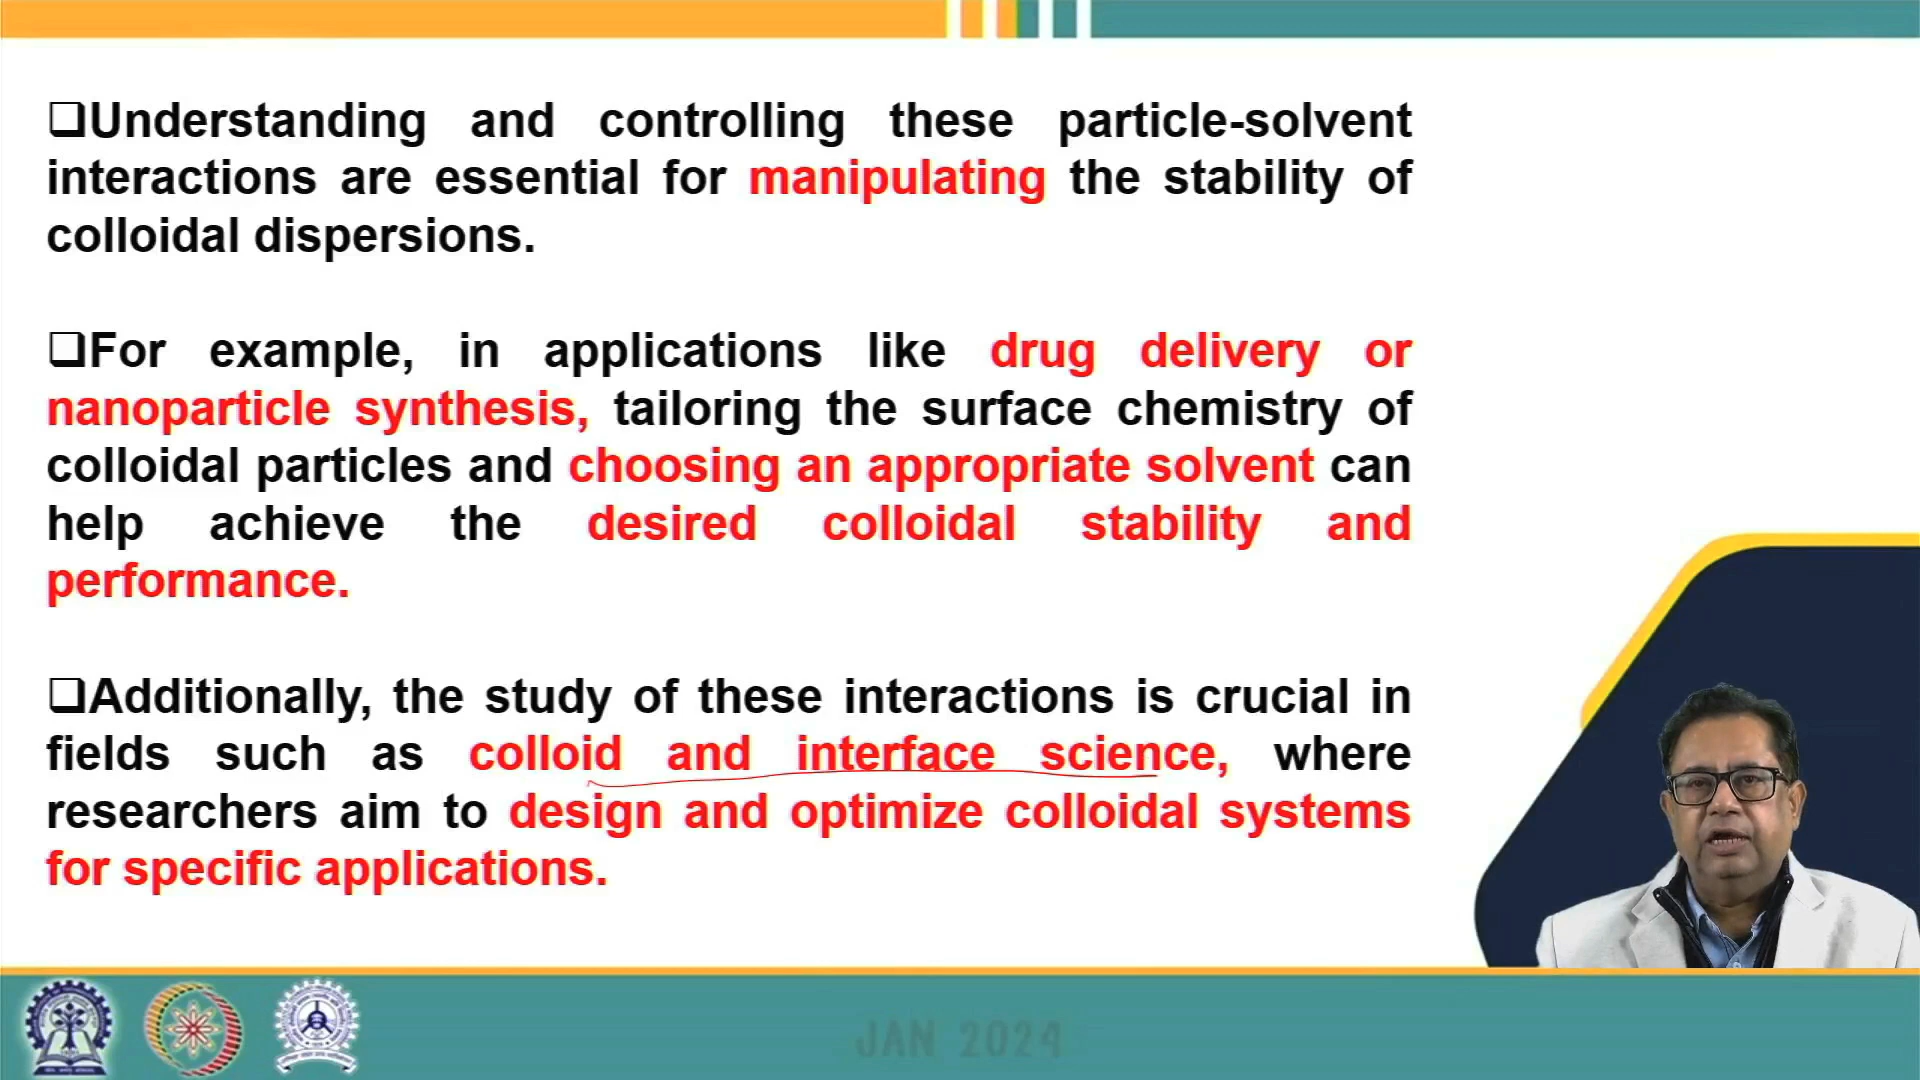 ❑Understanding and controlling these particle-solvent
interactions are essential for manipulating the stability of
colloidal dispersions.
❑For example, in applications like drug delivery or
nanoparticle synthesis, tailoring the surface chemistry of
colloidal particles and choosing an appropriate solvent can
help achieve the desired colloidal stability and
performance.
❑Additionally, the study of these interactions is crucial in
fields such as colloid and interface science, where
researchers aim to design and optimize colloidal systems
for specific applications.
JAN 2024